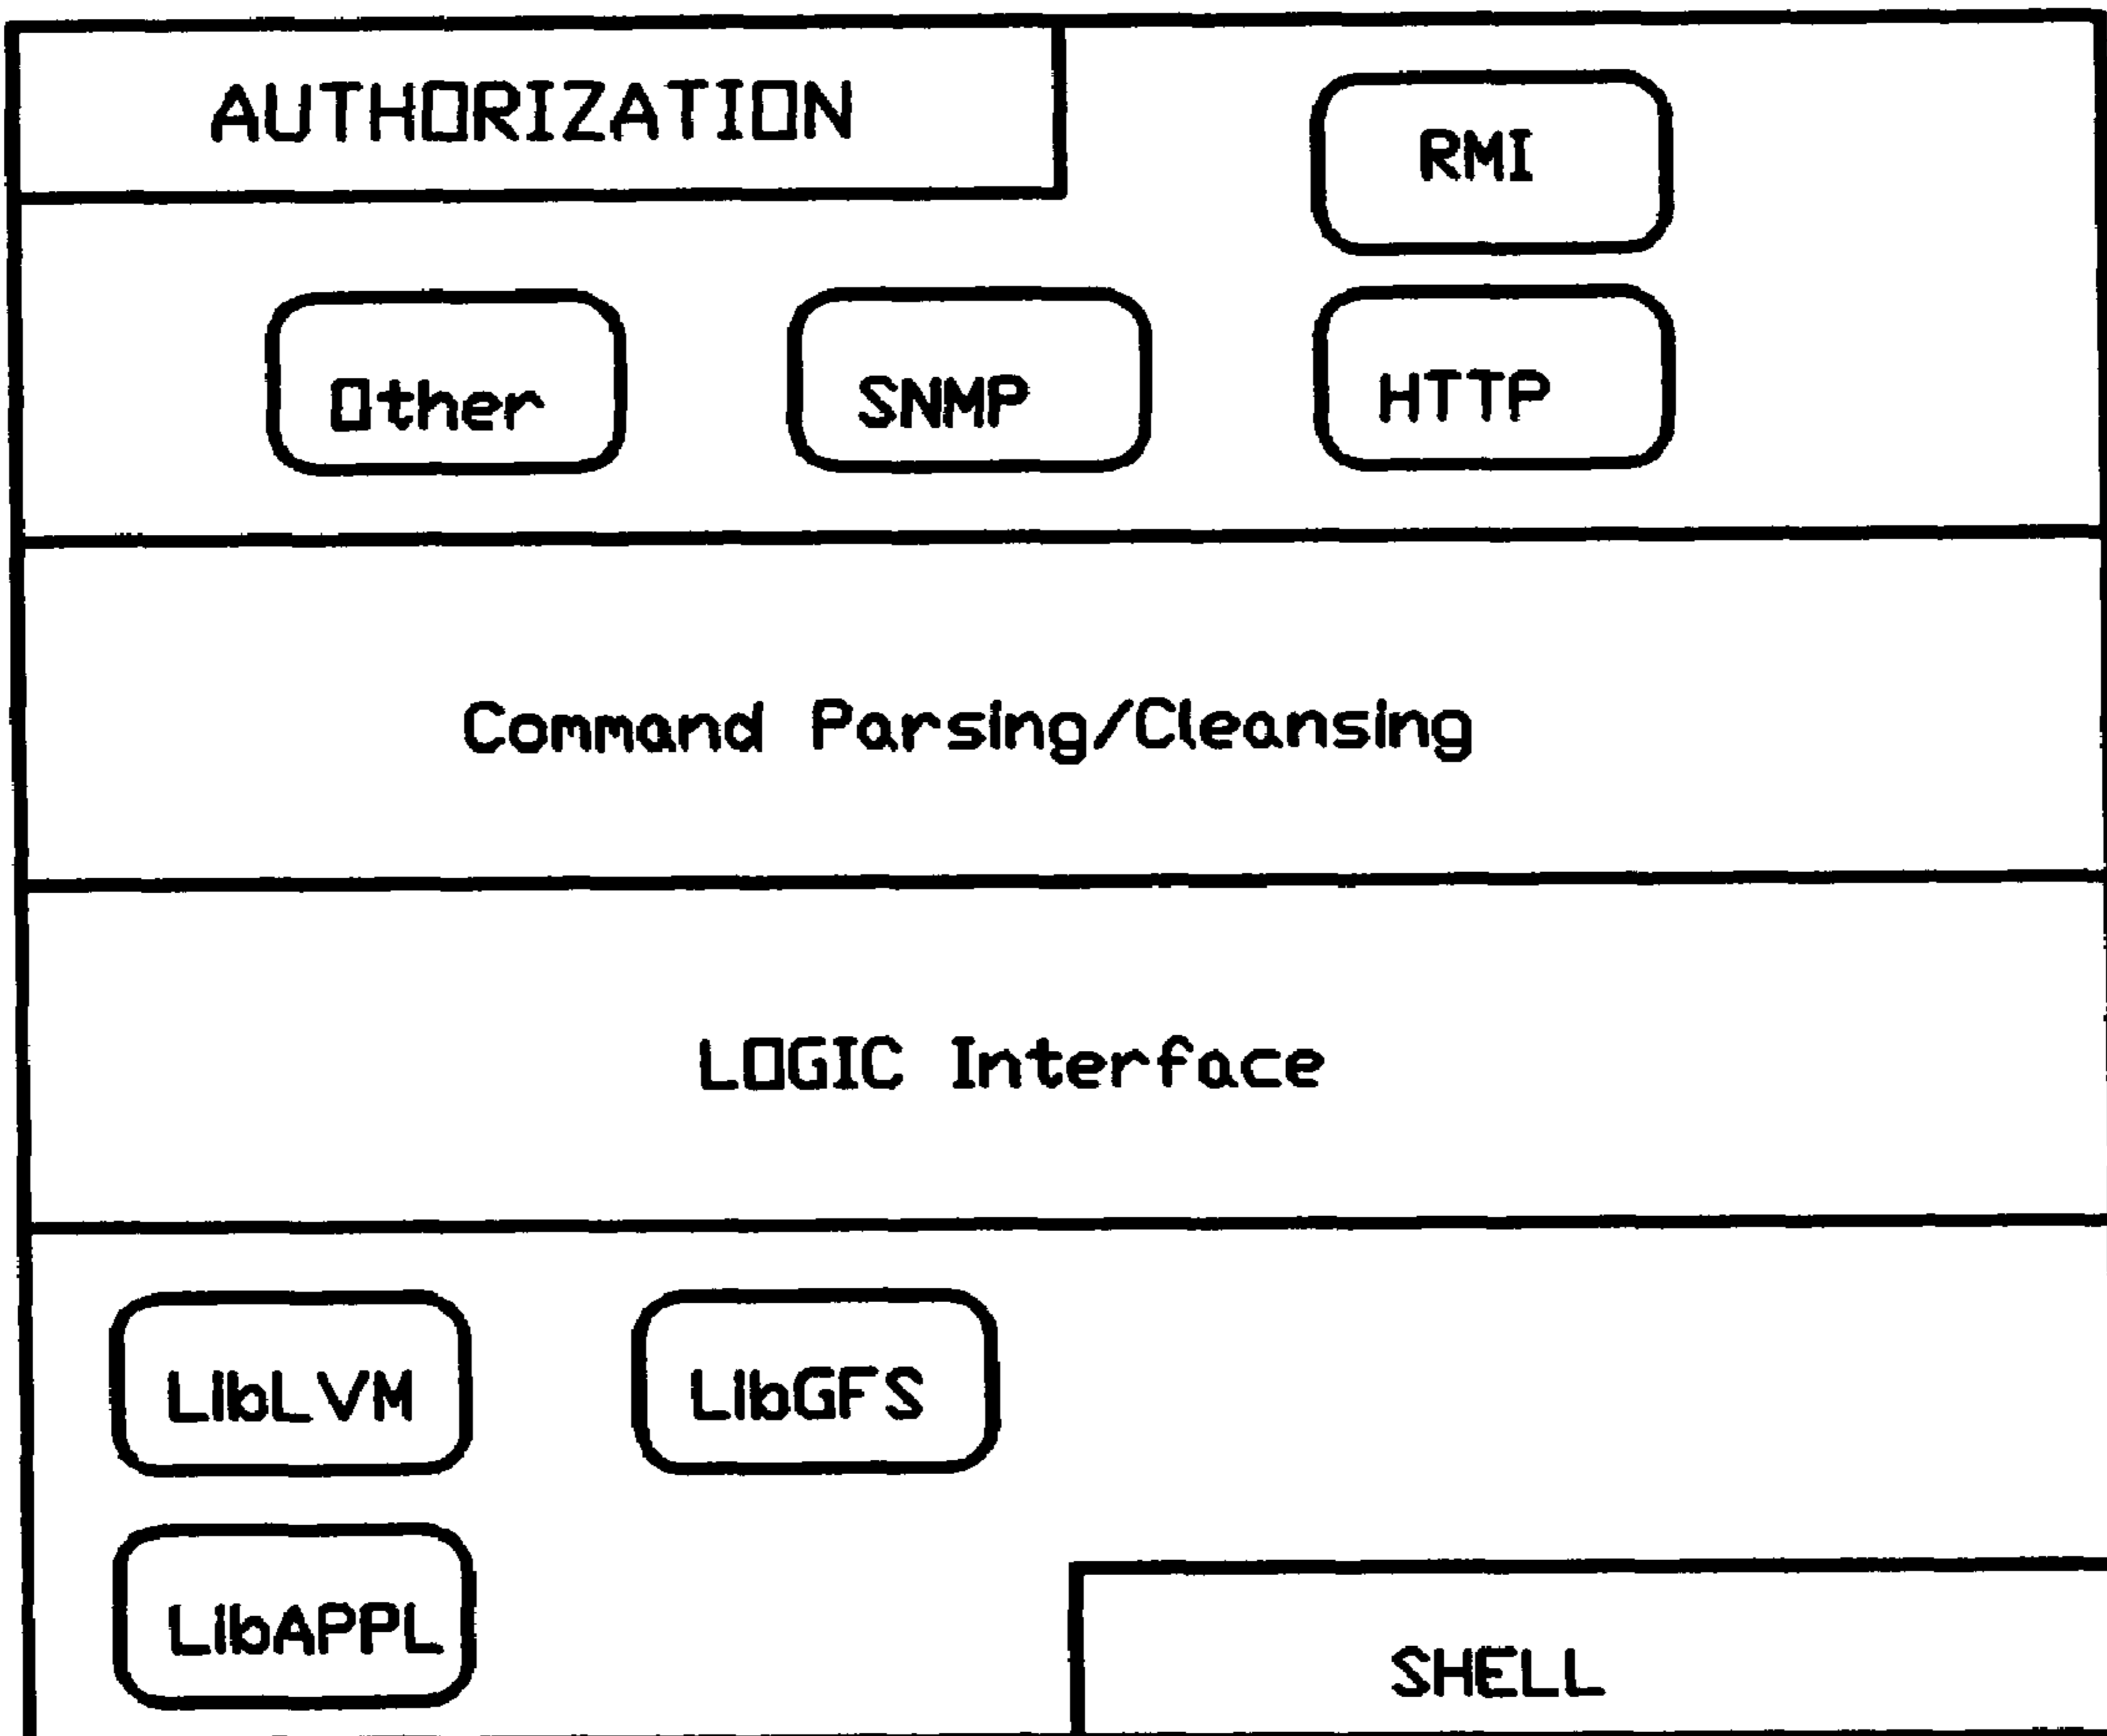 AUTHORIZATION
RMI
Other
SNMP
HTTP
Command Parsing/Cleansing
LOGIC Interface
LibLVM
LibGFS
LibAPPL
SHELL